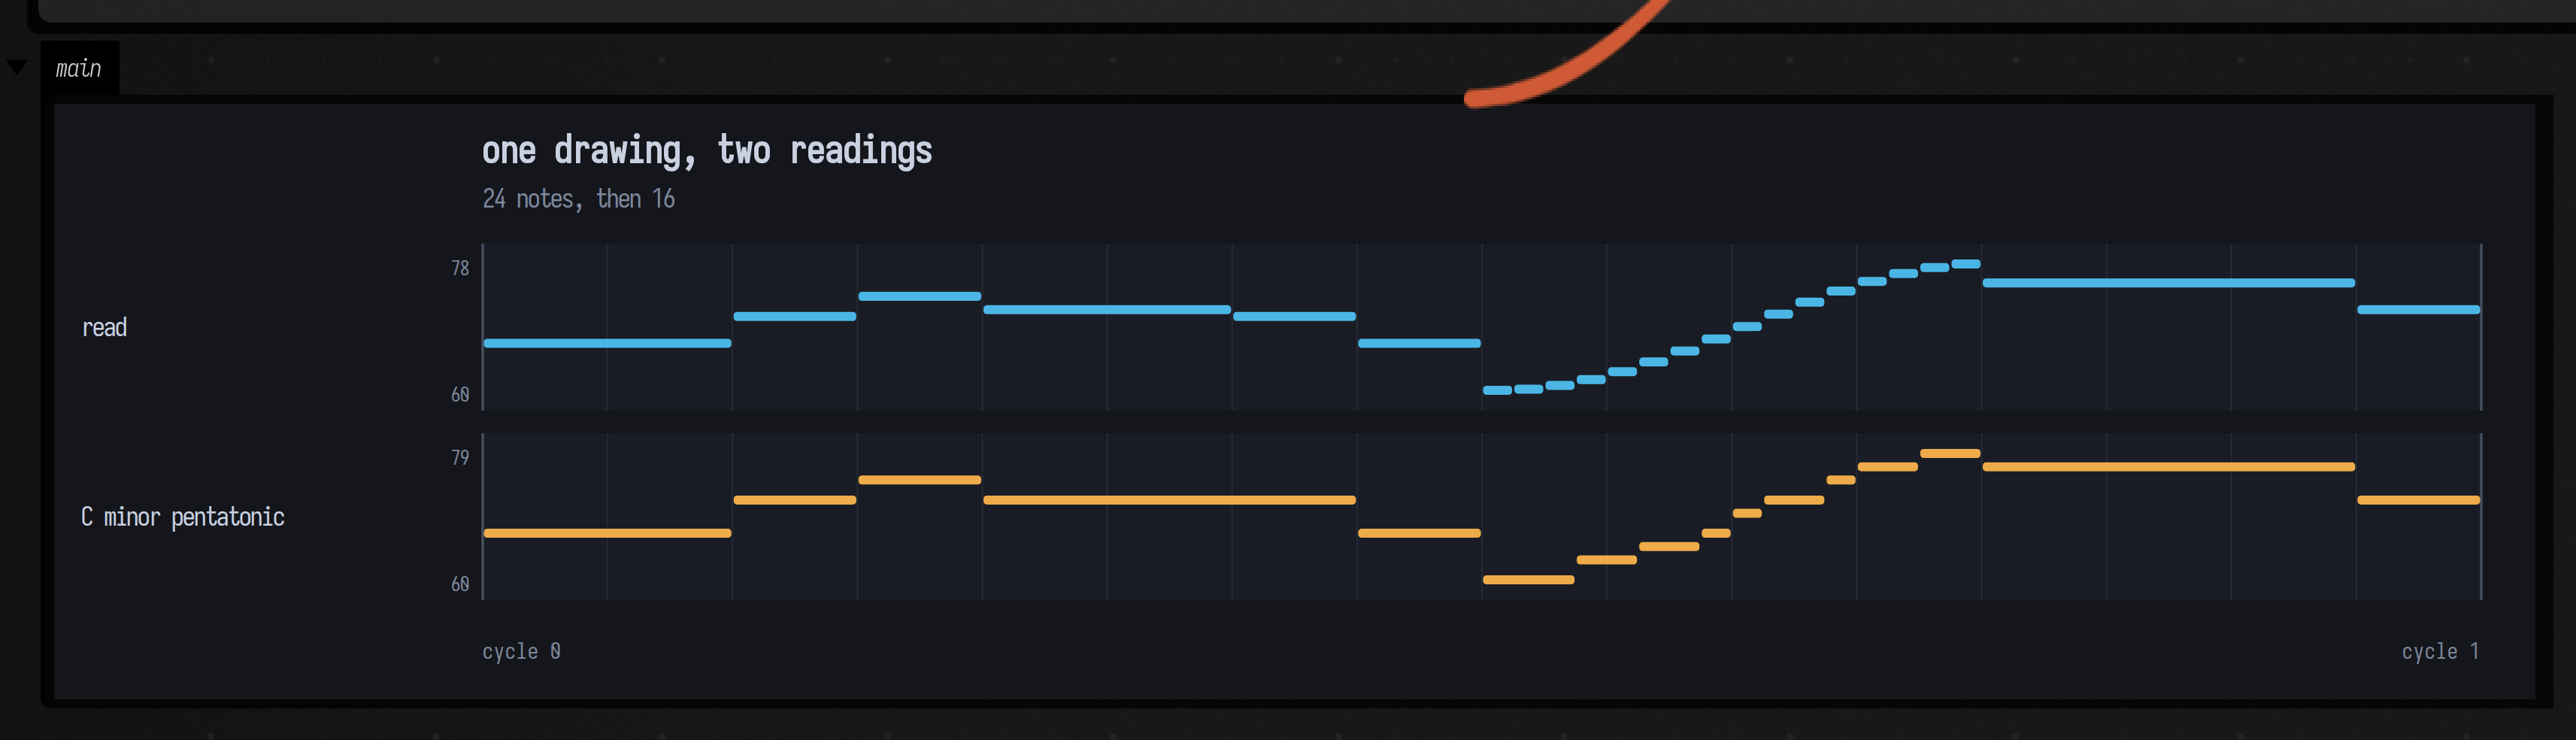 main
one drawing, two readings
24 notes, then 16
78
read
60
79
C minor pentatonic
60
cycle 0
cycle 1